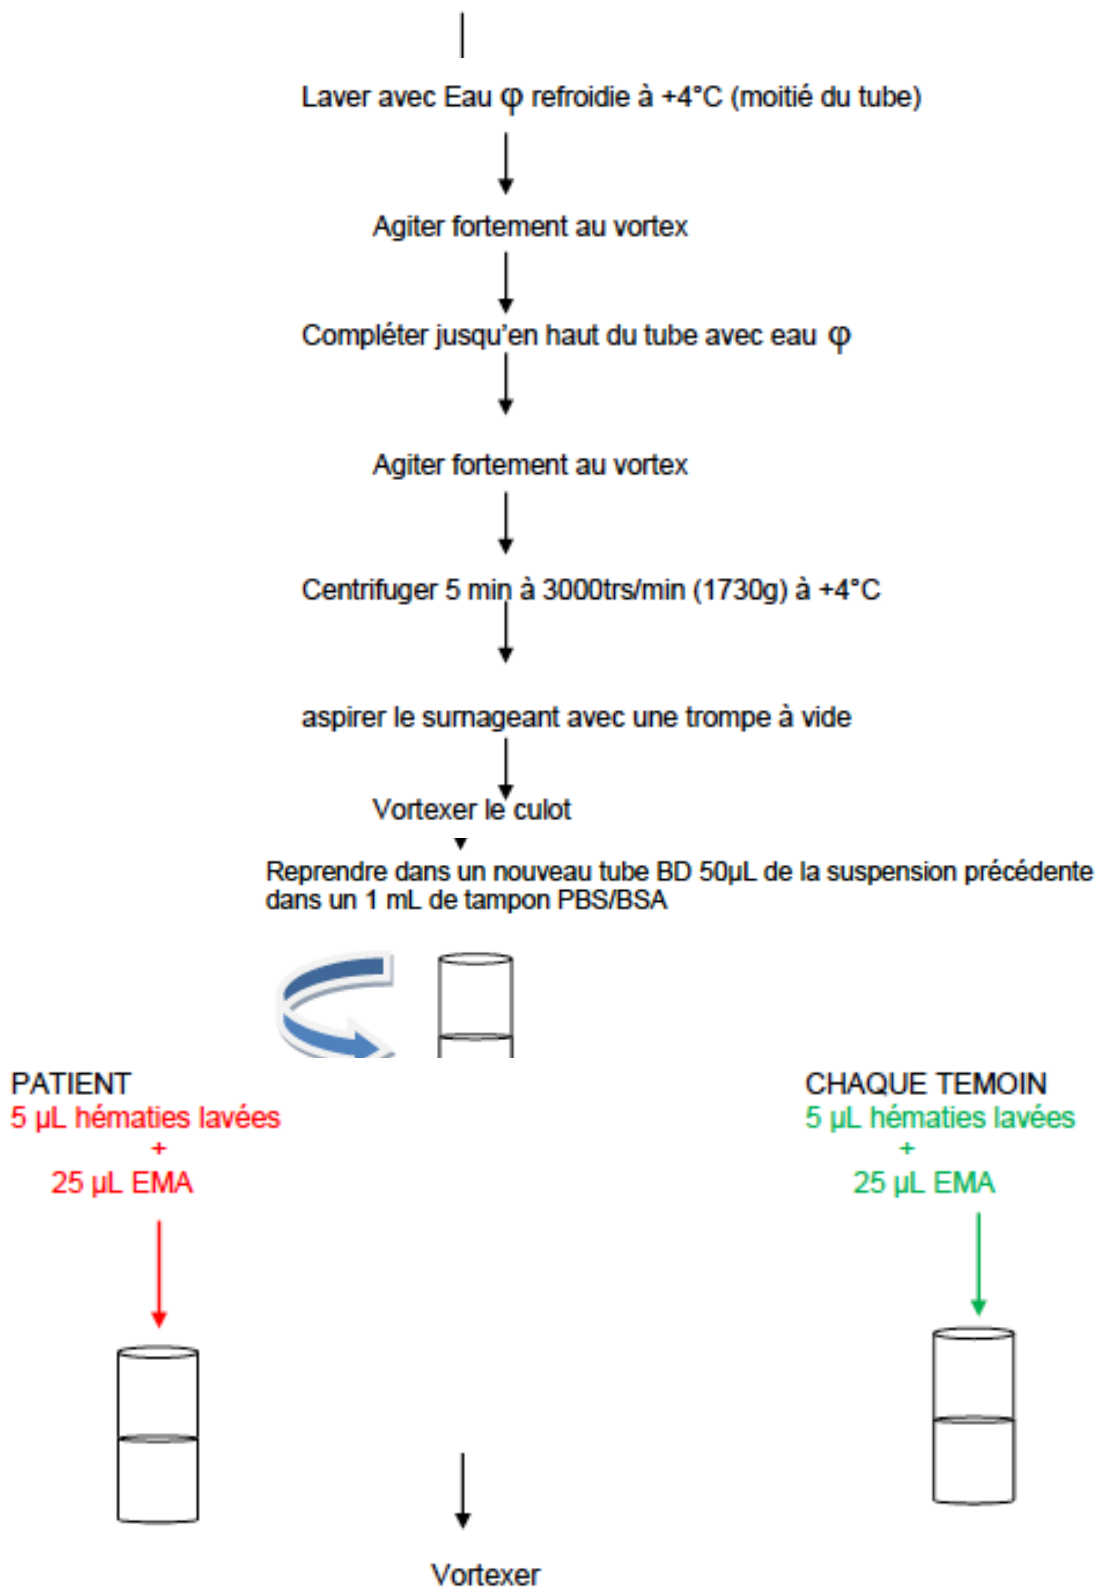 Laver avec Eau φ refroidie à +4°C (moitié du tube)
Agiter fortement au vortex
Compléter jusqu'en haut du tube avec eau φ
Agiter fortement au vortex
Centrifuger 5 min à 3000trs/min (1730g) à +4°C
aspirer le surnageant avec une trompe à vide
Vortexer le culot
Reprendre dans un nouveau tube BD 50µL de la suspension précédente
dans un 1 mL de tampon PBS/BSA
PATIENT
5 µL hématies lavées
+
25 µL EMA
CHAQUE TEMOIN
5 µL hématies lavées
+
25 µL EMA
Vortexer